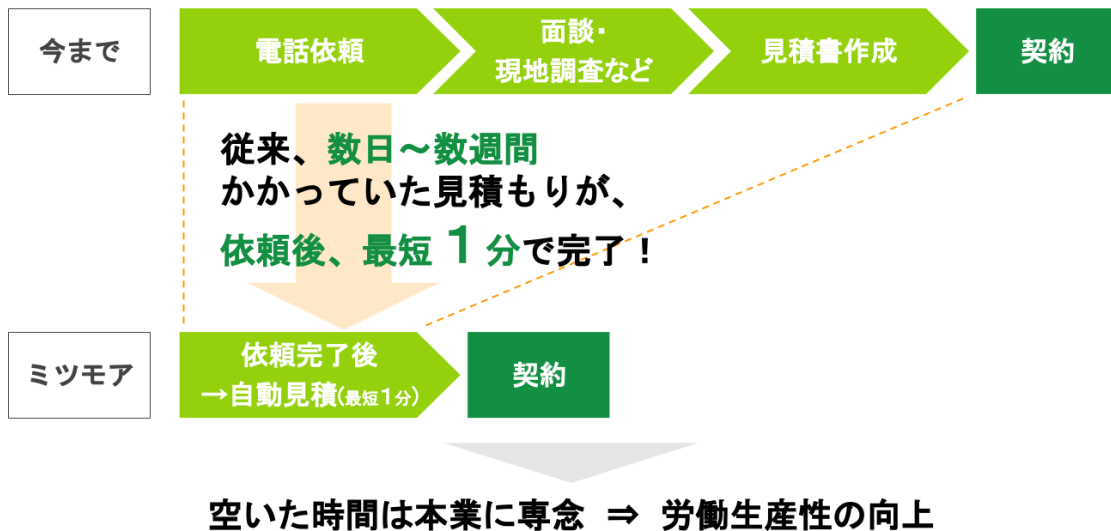 今まで
電話依頼
面談・
現地調査など
見積書作成
契約
従来、数日～数週間
かかっていた見積もりが、
依頼後、最短1分で完了！
ミツモア
依頼完了後
→自動見積(最短1分)
契約
空いた時間は本業に専念 ⇒ 労働生産性の向上